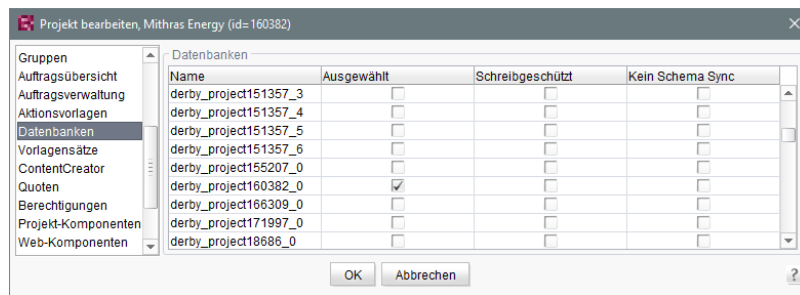 Projekt bearbeiten, Mithras Energy (id=160382)
Gruppen
Auftragsübersicht
Auftragsverwaltung
Aktionsvorlagen
Datenbanken
Vorlagensätze
ContentCreator
Quoten
Berechtigungen
Projekt-Komponenten
Web-Komponenten
Datenbanken
Name Ausgewählt Schreibgeschützt Kein Schema Sync
derby_project151357_3
derby_project151357_4
derby_project151357_5
derby_project151357_6
derby_project155207_0
derby_project160382_0
derby_project166309_0
derby_project171997_0
derby_project18686_0
OK Abbrechen ?